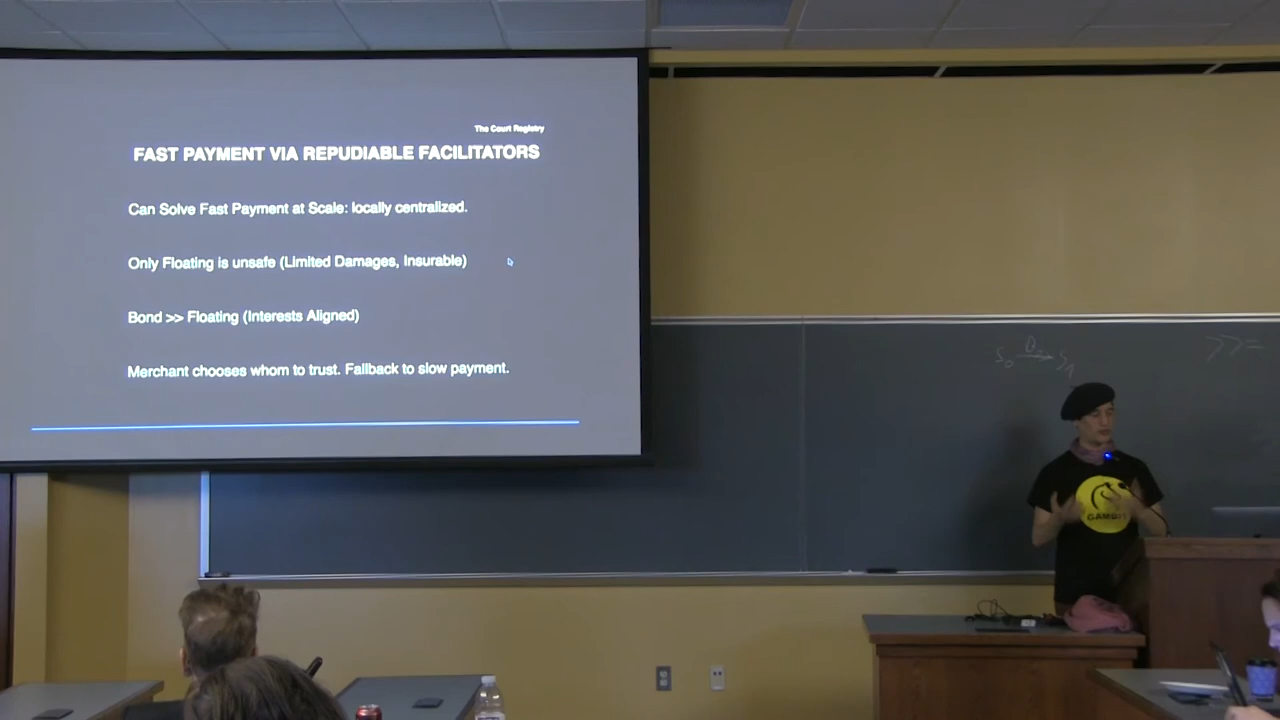 The Court Registry
FAST PAYMENT VIA REPUDIABLE FACILITATORS
Can Solve Fast Payment at Scale: locally centralized.
Only Floating is unsafe (Limited Damages, Insurable)
Bond >> Floating (Interests Aligned)
Merchant chooses whom to trust. Fallback to slow payment.
>>=